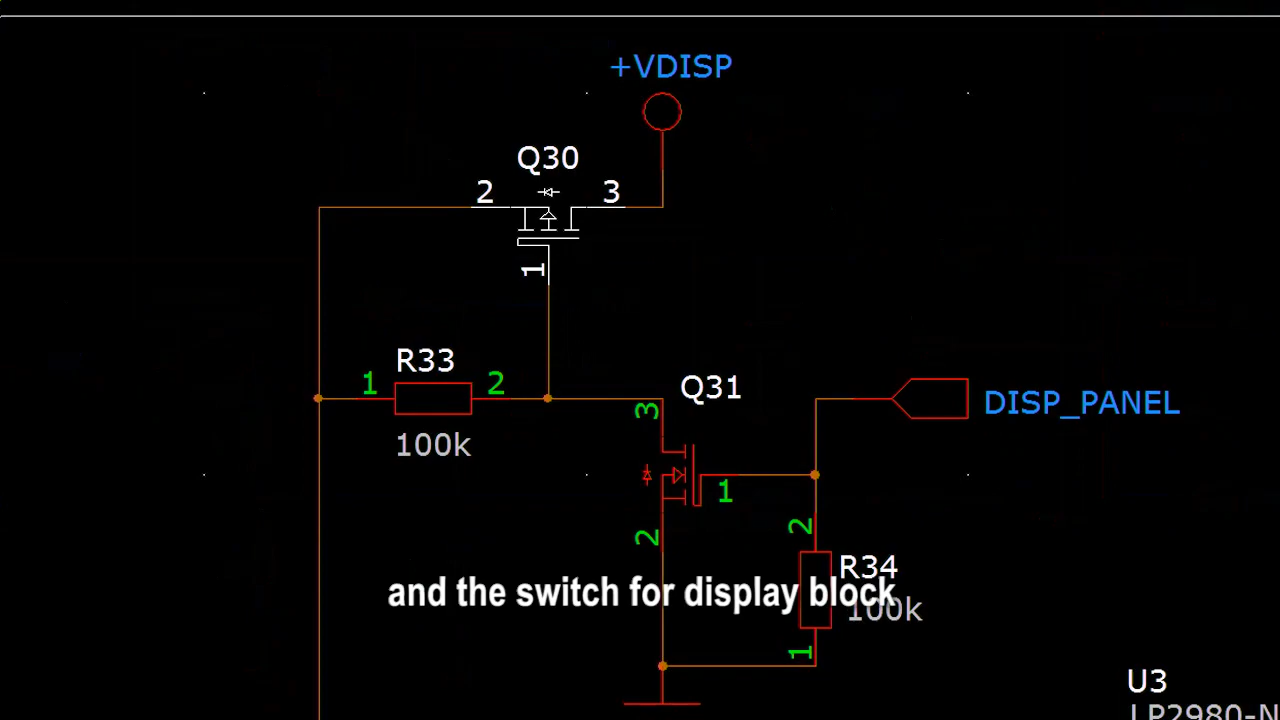 +VDISP
Q30
2
3
1
R33
1
2
100k
Q31
3
1
2
DISP_PANEL
2
R34
100k
1
and the switch for display block
U3
LP2980-N